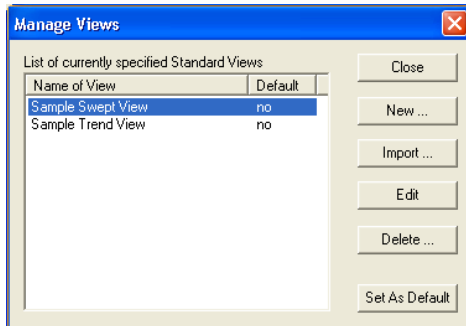 Manage Views
List of currently specified Standard Views
Name of View Default
Sample Swept View no
Sample Trend View no
Close
New ...
Import ...
Edit
Delete ...
Set As Default